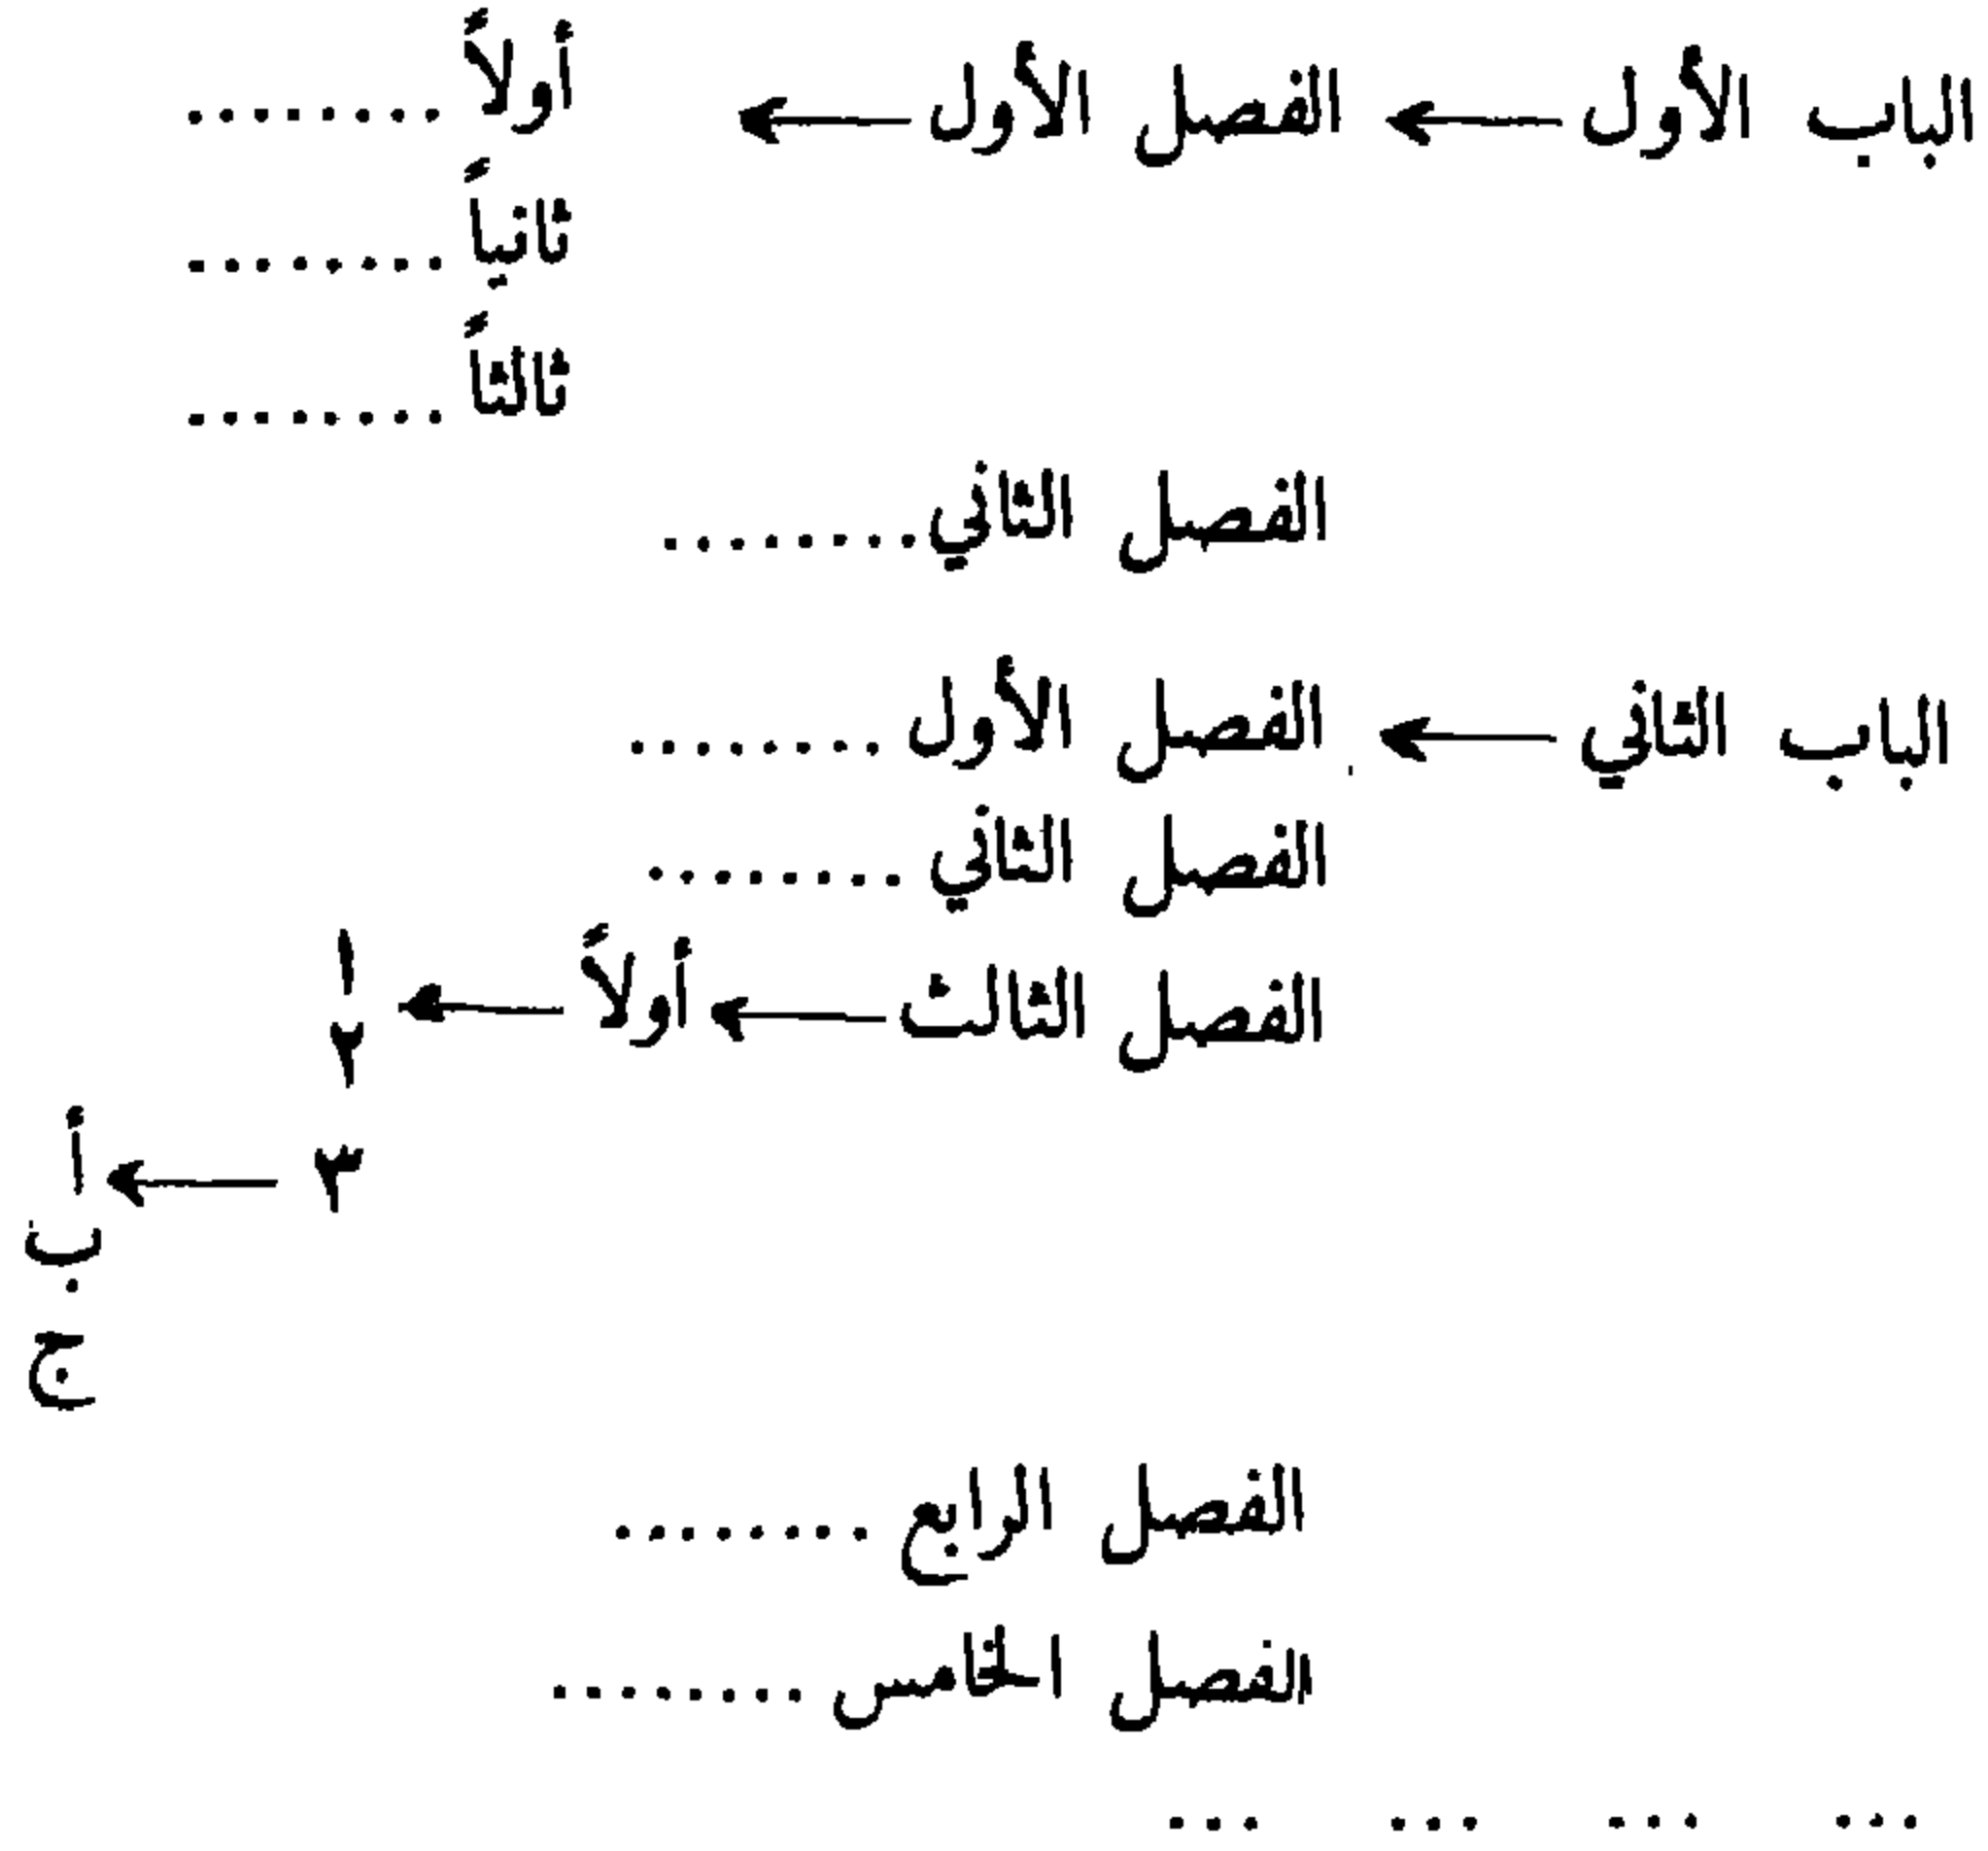 الباب الأول ← الفصل الأول ← أولاً ........
ثانياً ........
ثالثاً ........
الفصل الثاني ........
الباب الثاني ← الفصل الأول ........
الفصل الثاني ........
الفصل الثالث ← أولاً ← ١
٢
٣ ← أ
ب
ج
الفصل الرابع ........
الفصل الخامس ........
... ... ... ...